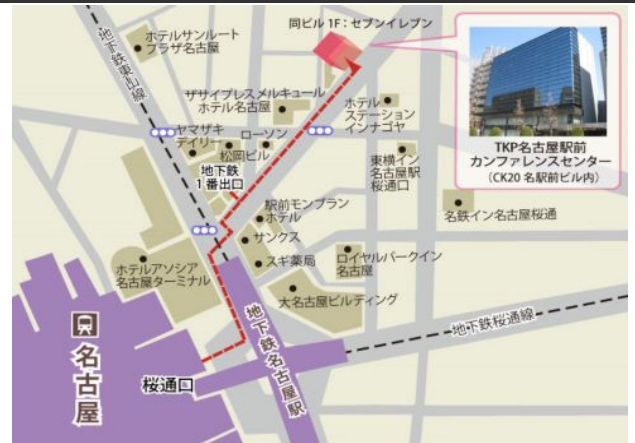 同ビル 1F：セブンイレブン
ホテルサンルート
プラザ名古屋
地下鉄東山線
ザサイプレスメルキュール
ホテル名古屋
ホテル
ステーション
インナゴヤ
TKP名古屋駅前
カンファレンスセンター
（CK20 名駅前ビル内）
ヤマザキ
デイリー
ローソン
松岡ビル
地下鉄
1番出口
東横イン
名古屋駅
桜通口
駅前モンブラン
ホテル
名鉄イン名古屋桜通
サンクス
スギ薬局
ロイヤルパークイン
名古屋
ホテルアソシア
名古屋ターミナル
大名古屋ビルディング
地下鉄桜通線
地下鉄名古屋駅
名古屋
桜通口